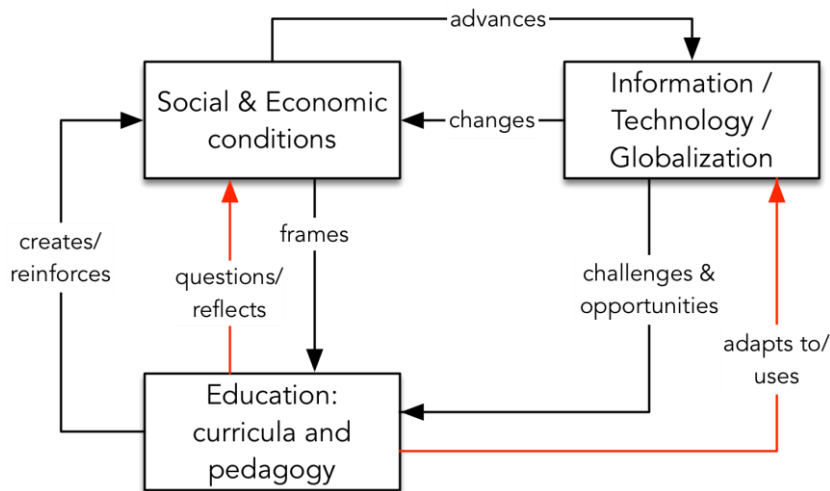 advances
Social & Economic
conditions
changes
Information /
Technology /
Globalization
creates/
reinforces
questions/
reflects
frames
challenges &
opportunities
adapts to/
uses
Education:
curricula and
pedagogy